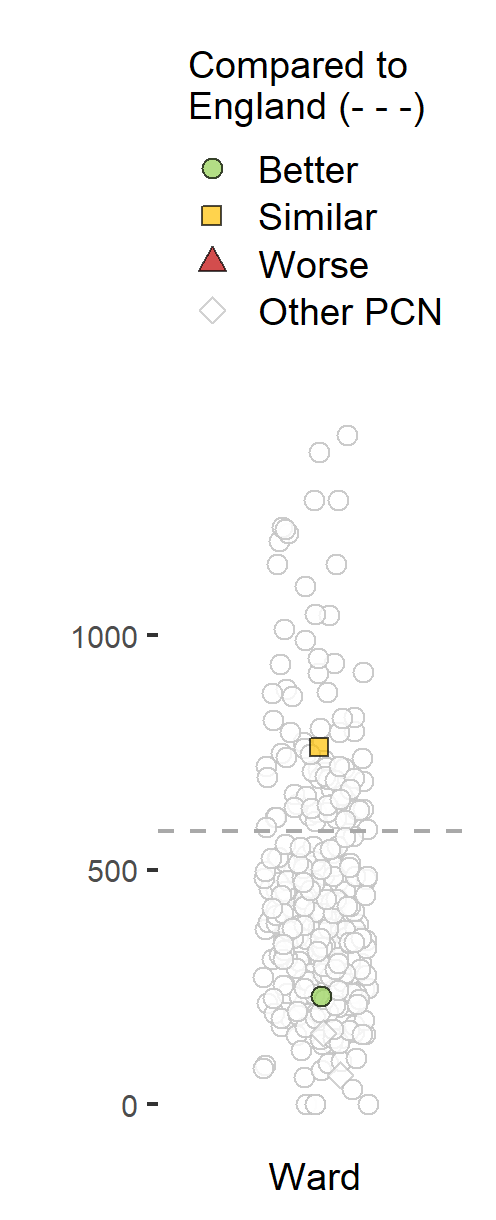 Compared to
England (- - -)
Better
Similar
Worse
Other PCN
1000
500
0
Ward